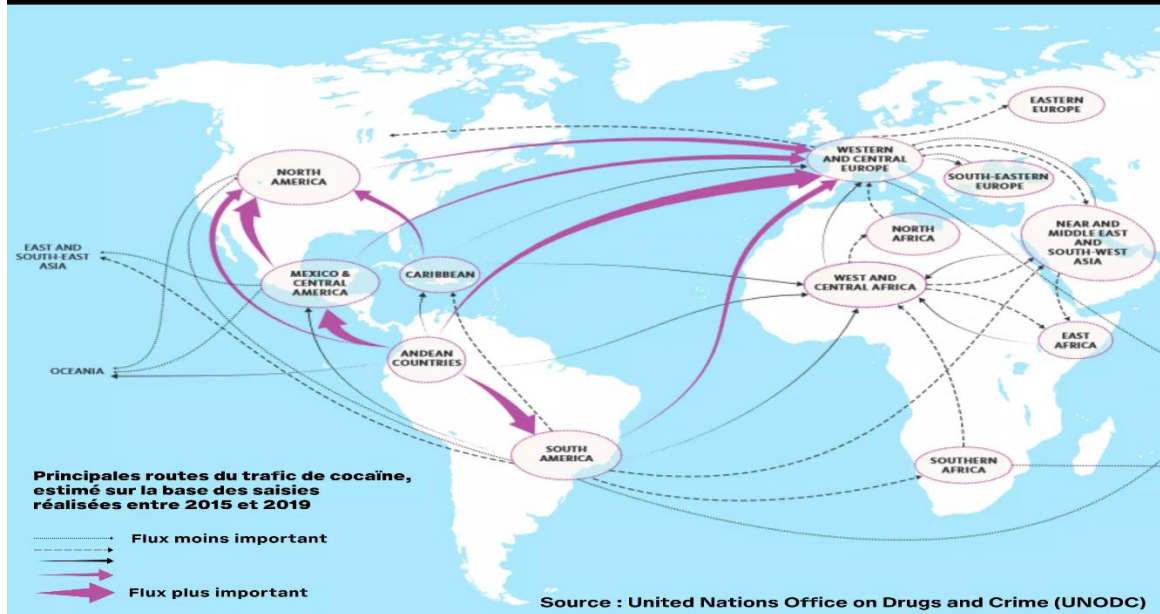 EASTERN
EUROPE
WESTERN
AND CENTRAL
EUROPE
SOUTH-EASTERN
EUROPE
NORTH
AMERICA
NORTH
AFRICA
NEAR AND
MIDDLE EAST
AND
SOUTH-WEST
ASIA
EAST AND
SOUTH-EAST
ASIA
MEXICO &
CENTRAL
AMERICA
CARIBBEAN
WEST AND
CENTRAL AFRICA
EAST
AFRICA
ANDEAN
COUNTRIES
OCEANIA
SOUTH
AMERICA
SOUTHERN
AFRICA
Principales routes du trafic de cocaïne,
estimé sur la base des saisies
réalisées entre 2015 et 2019
Flux moins important
Flux plus important
Source : United Nations Office on Drugs and Crime (UNODC)